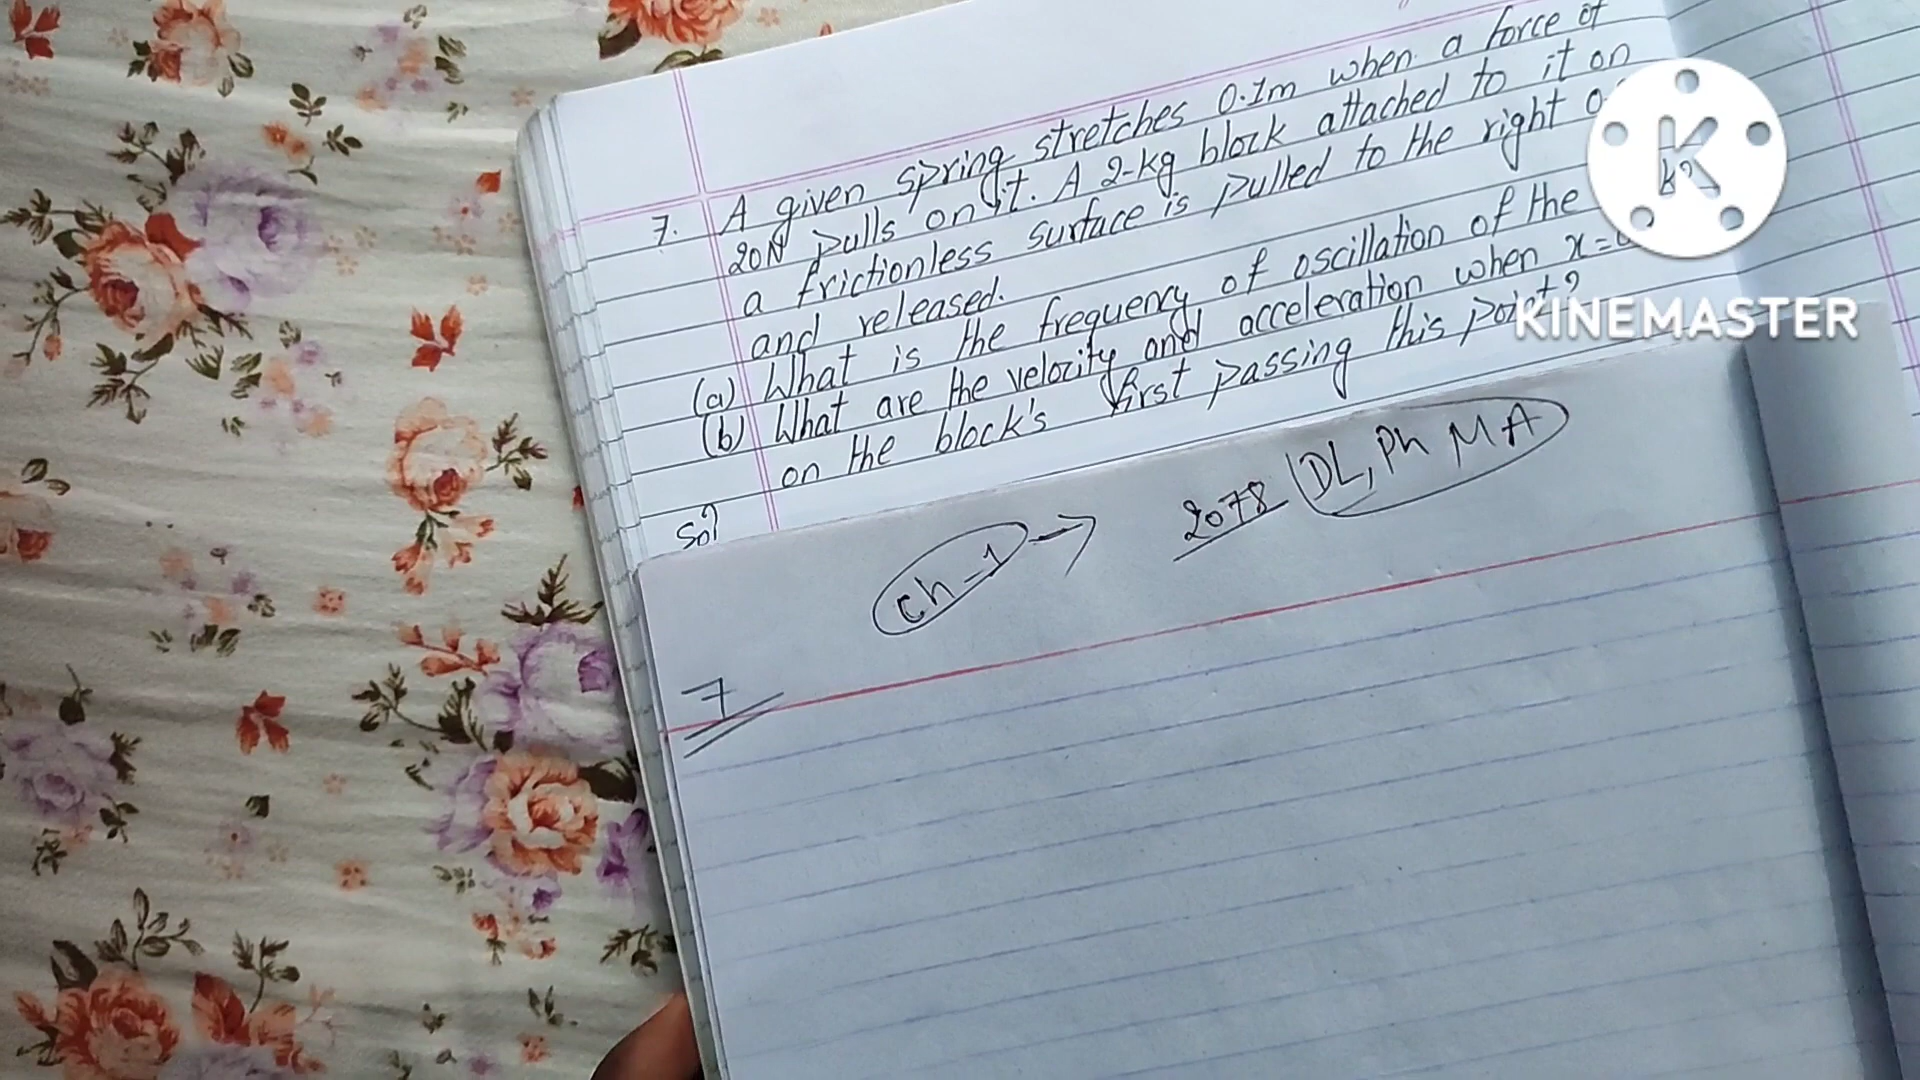 7. A given spring stretches 0.1m when a force of
20N pulls on it. A 2-kg block attached to it on
a frictionless surface is pulled to the right 0.
and released.
(a) What is the frequency of oscillation of the
(b) What are the velocity and acceleration when x=0
on the block's first passing this point?
Solⁿ
Ch-1 → 2078 DL, Ph M A
7
K
KINEMASTER